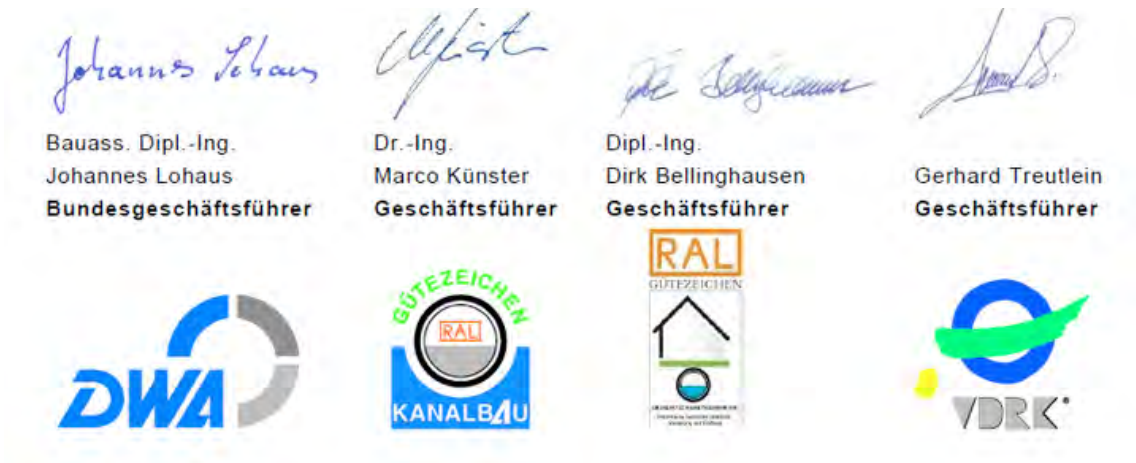 Johannes Lohaus
Bauass. Dipl.-Ing.
Johannes Lohaus
Bundesgeschäftsführer
Dr.-Ing.
Marco Künster
Geschäftsführer
Dipl.-Ing.
Dirk Bellinghausen
Geschäftsführer
Gerhard Treutlein
Geschäftsführer
DWA
GÜTEZEICHEN
RAL
KANALBAU
RAL
GÜTEZEICHEN
VDRK